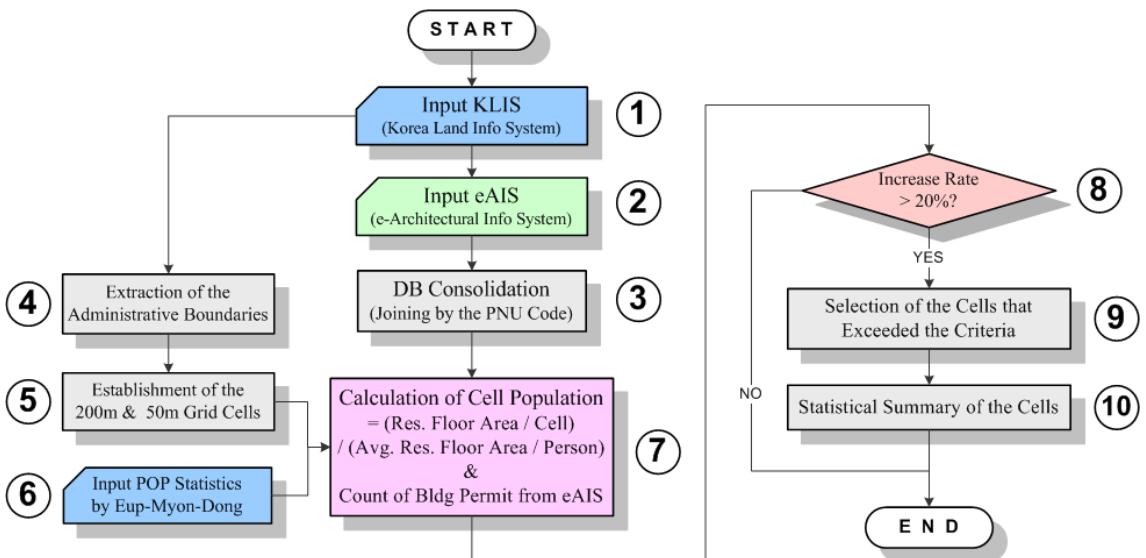 START
Input KLIS
(Korea Land Info System)
1
Input eAIS
(e-Architectural Info System)
2
DB Consolidation
(Joining by the PNU Code)
3
4
Extraction of the
Administrative Boundaries
5
Establishment of the
200m & 50m Grid Cells
6
Input POP Statistics
by Eup-Myon-Dong
Calculation of Cell Population
= (Res. Floor Area / Cell)
/ (Avg. Res. Floor Area / Person)
&
Count of Bldg Permit from eAIS
7
Increase Rate
> 20%?
8
YES
Selection of the Cells that
Exceeded the Criteria
9
NO
Statistical Summary of the Cells
10
END